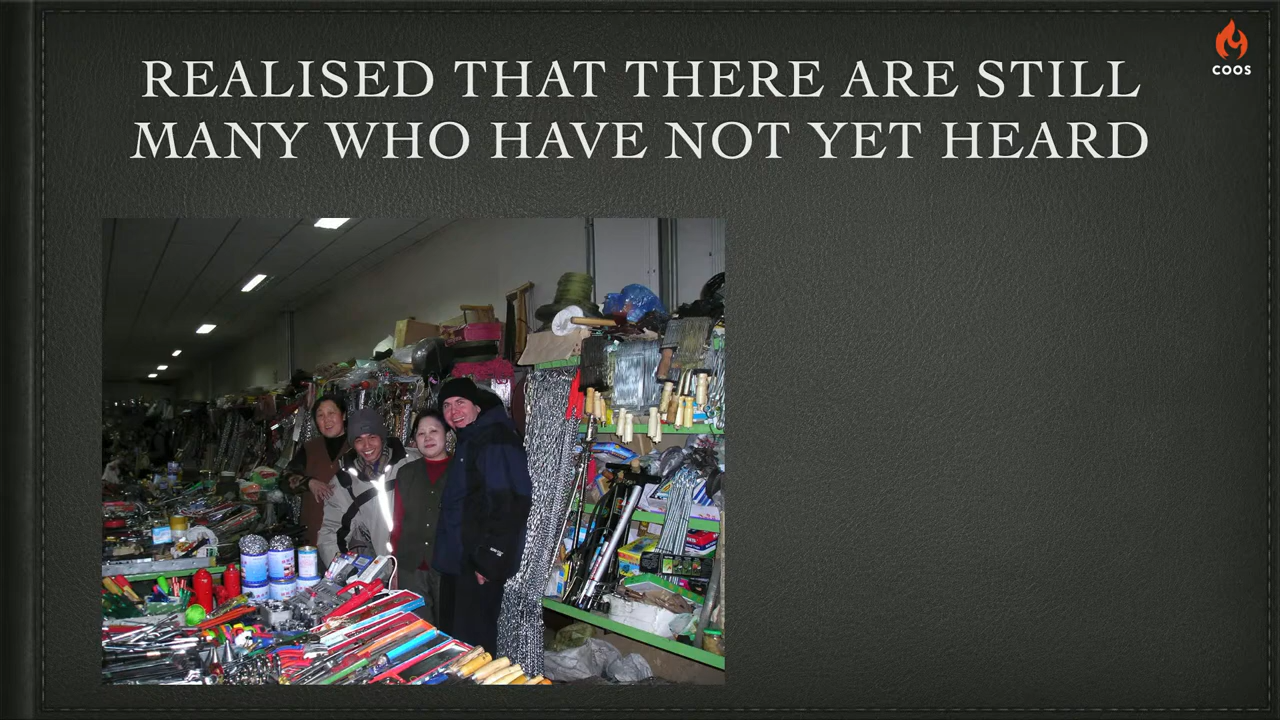 COOS
REALISED THAT THERE ARE STILL
MANY WHO HAVE NOT YET HEARD